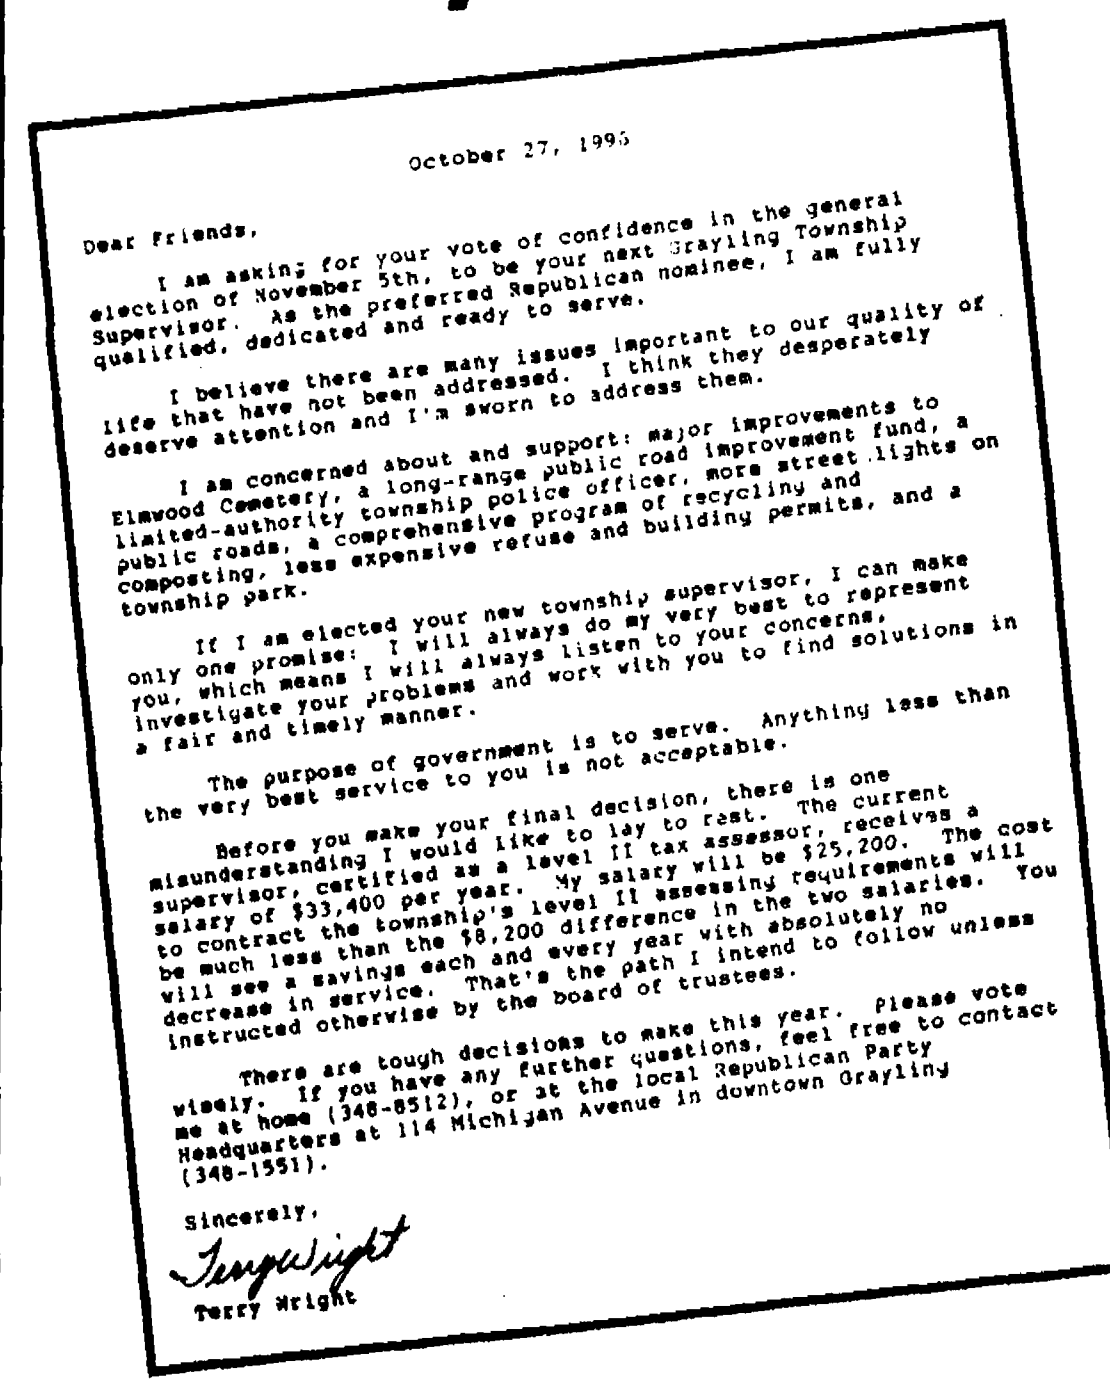 October 27, 1996
Dear Friends,
I am asking for your vote of confidence in the general
election of November 5th, to be your next Grayling Township
Supervisor. As the preferred Republican nominee, I am fully
qualified, dedicated and ready to serve.
I believe there are many issues important to our quality of
life that have not been addressed. I think they desperately
deserve attention and I'm sworn to address them.
I am concerned about and support: major improvements to
Elmwood Cemetery, a long-range public road improvement fund, a
limited-authority township police officer, more street lights on
public roads, a comprehensive program of recycling and
composting, less expensive refuse and building permits, and a
township park.
If I am elected your new township supervisor, I can make
only one promise: I will always do my very best to represent
you, which means I will always listen to your concerns,
investigate your problems and work with you to find solutions in
a fair and timely manner.
The purpose of government is to serve. Anything less than
the very best service to you is not acceptable.
Before you make your final decision, there is one
misunderstanding I would like to lay to rest. The current
supervisor, certified as a level II tax assessor, receives a
salary of $33,400 per year. My salary will be $25,200. The cost
to contract the township's level II assessing requirements will
be much less than the $8,200 difference in the two salaries. You
will see a savings each and every year with absolutely no
decrease in service. That's the path I intend to follow unless
instructed otherwise by the board of trustees.
There are tough decisions to make this year. Please vote
wisely. If you have any further questions, feel free to contact
me at home (348-8512), or at the local Republican Party
Headquarters at 114 Michigan Avenue in downtown Grayling
(348-1551).
Sincerely,
Terry Wright
Terry Wright